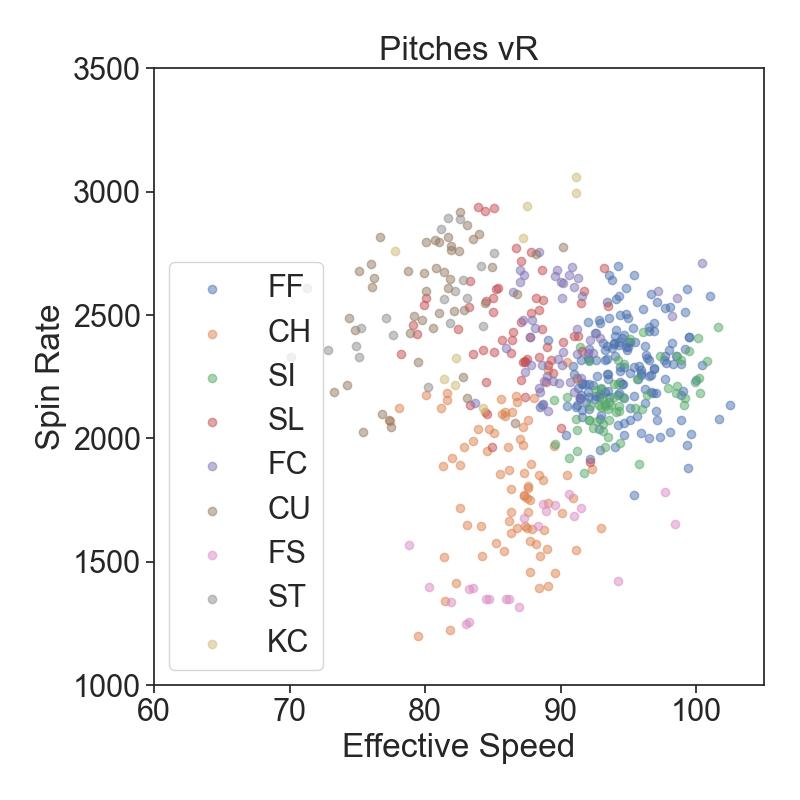 Pitches vR
3500
3000
2500
2000
1500
1000
Spin Rate
FF
CH
SI
SL
FC
CU
FS
ST
KC
60 70 80 90 100
Effective Speed